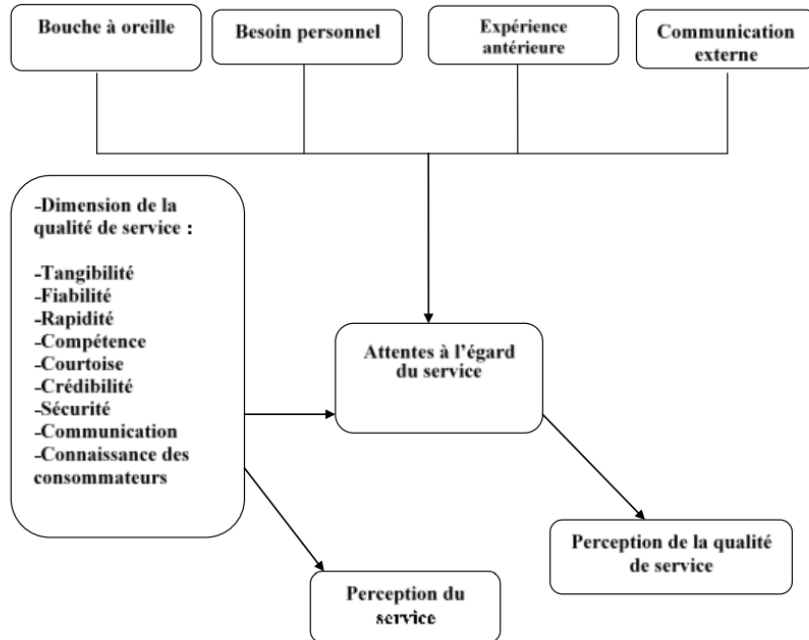 Bouche à oreille
Besoin personnel
Expérience
antérieure
Communication
externe
-Dimension de la
qualité de service :
-Tangibilité
-Fiabilité
-Rapidité
-Compétence
-Courtoise
-Crédibilité
-Sécurité
-Communication
-Connaissance des
consommateurs
Attentes à l'égard
du service
Perception de la qualité
de service
Perception du
service